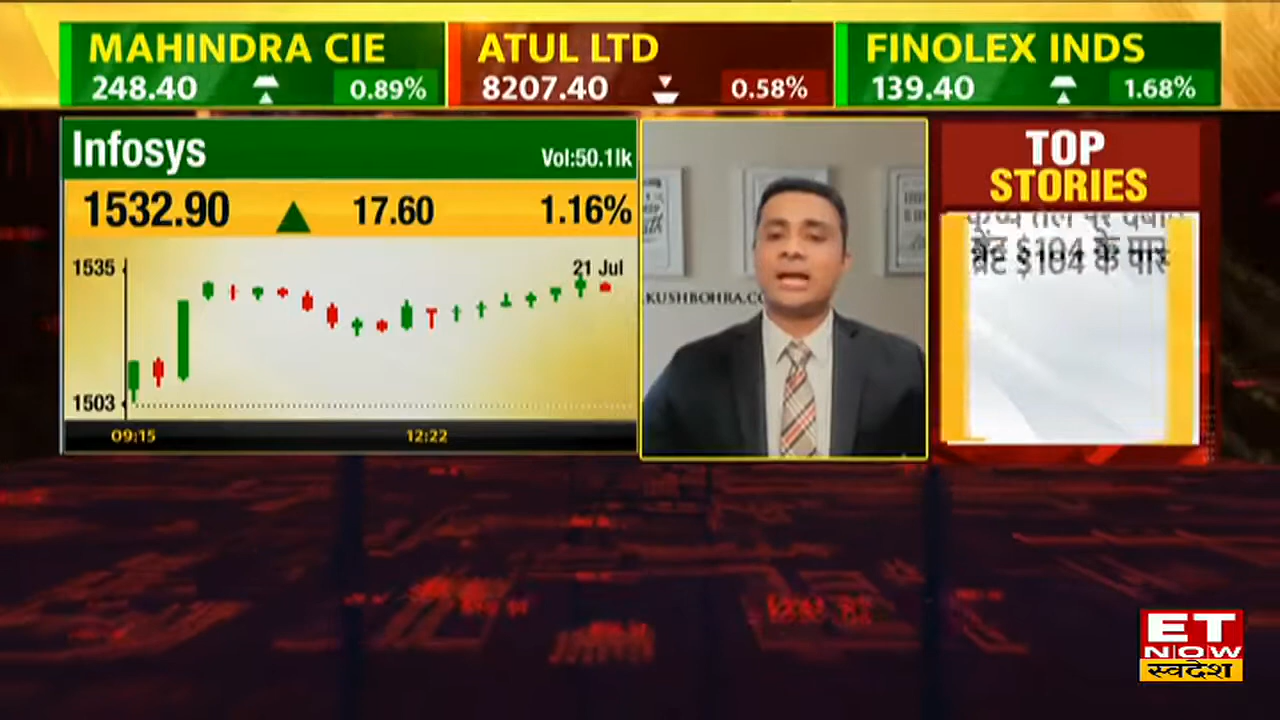 MAHINDRA CIE
248.40 0.89%
ATUL LTD
8207.40 0.58%
FINOLEX INDS
139.40 1.68%
Infosys
Vol:50.1lk
1532.90 17.60 1.16%
1535
21 Jul
1503
09:15 12:22
KUSHBOHRA.CO
TOP
STORIES
ब्रेंट $104 के पार
ET
NOW
स्वदेश